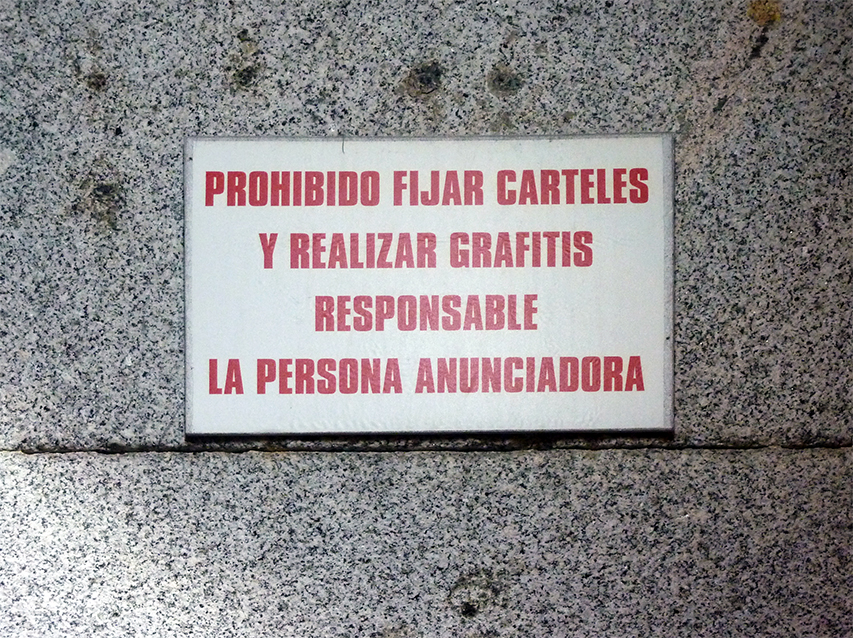 PROHIBIDO FIJAR CARTELES
Y REALIZAR GRAFITIS
RESPONSABLE
LA PERSONA ANUNCIADORA